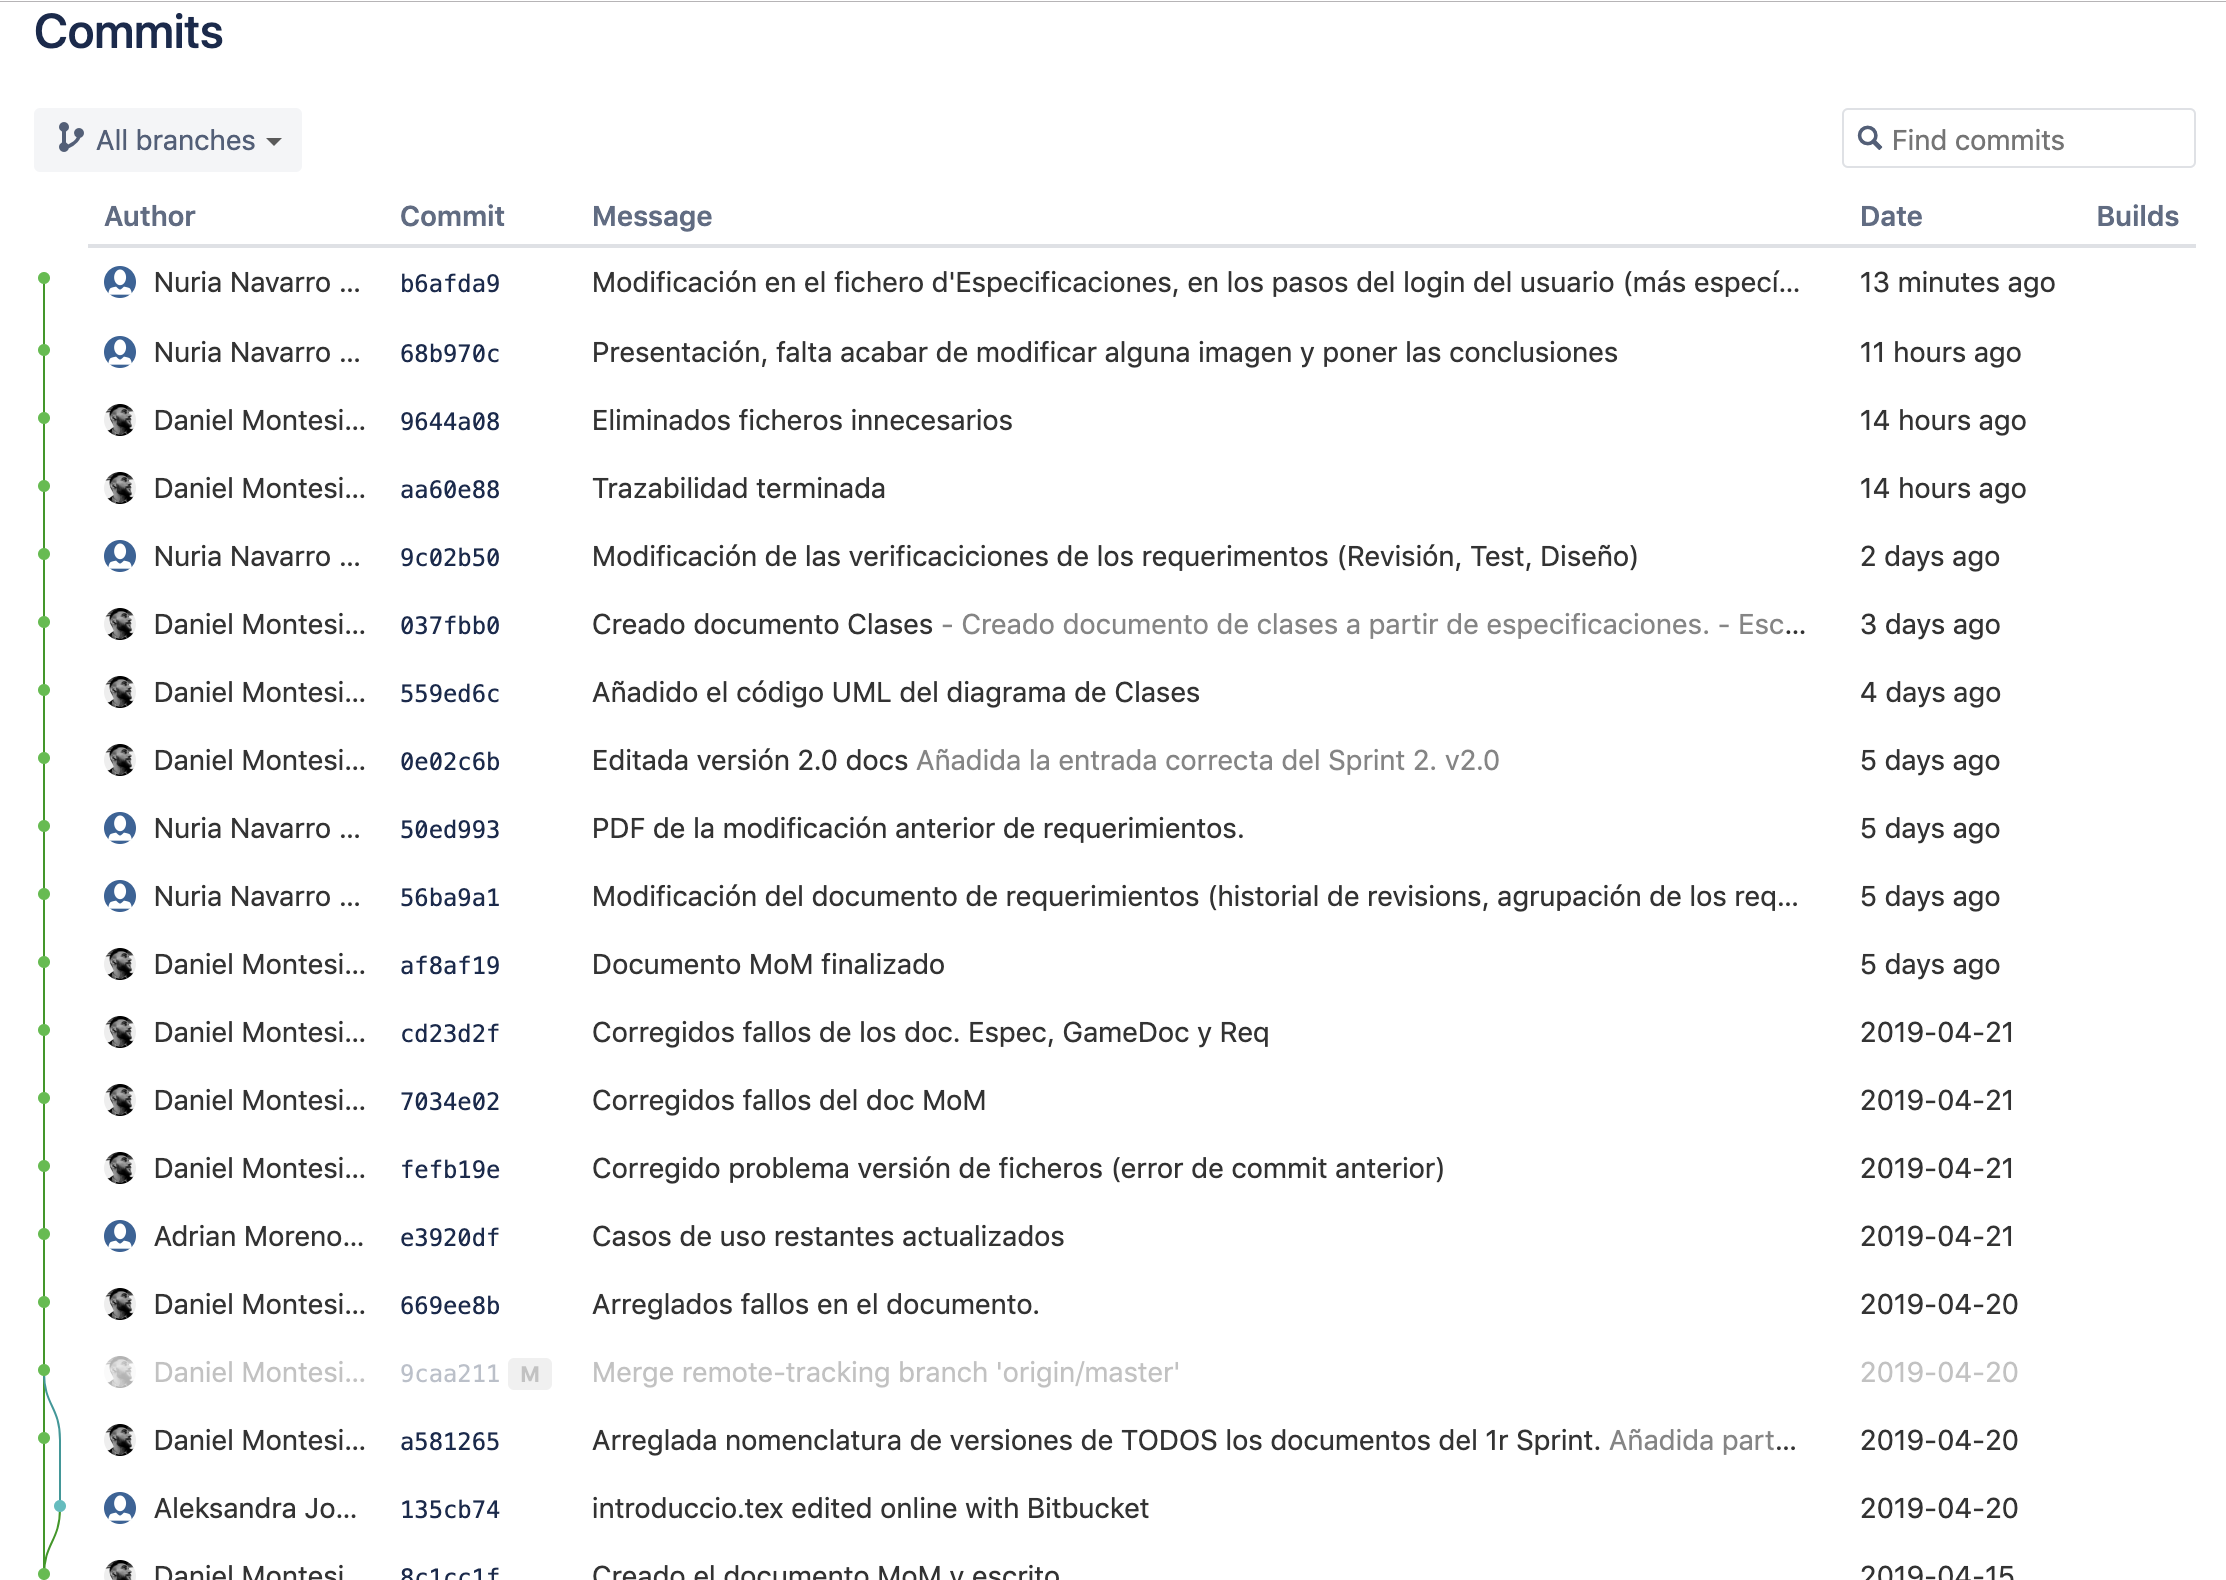 Commits
All branches
Find commits
Author Commit Message Date Builds
Nuria Navarro ... b6afda9 Modificación en el fichero d'Especificaciones, en los pasos del login del usuario (más especí... 13 minutes ago
Nuria Navarro ... 68b970c Presentación, falta acabar de modificar alguna imagen y poner las conclusiones 11 hours ago
Daniel Montesi... 9644a08 Eliminados ficheros innecesarios 14 hours ago
Daniel Montesi... aa60e88 Trazabilidad terminada 14 hours ago
Nuria Navarro ... 9c02b50 Modificación de las verificaciciones de los requerimentos (Revisión, Test, Diseño) 2 days ago
Daniel Montesi... 037fbb0 Creado documento Clases - Creado documento de clases a partir de especificaciones. - Esc... 3 days ago
Daniel Montesi... 559ed6c Añadido el código UML del diagrama de Clases 4 days ago
Daniel Montesi... 0e02c6b Editada versión 2.0 docs Añadida la entrada correcta del Sprint 2. v2.0 5 days ago
Nuria Navarro ... 50ed993 PDF de la modificación anterior de requerimientos. 5 days ago
Nuria Navarro ... 56ba9a1 Modificación del documento de requerimientos (historial de revisions, agrupación de los req... 5 days ago
Daniel Montesi... af8af19 Documento MoM finalizado 5 days ago
Daniel Montesi... cd23d2f Corregidos fallos de los doc. Espec, GameDoc y Req 2019-04-21
Daniel Montesi... 7034e02 Corregidos fallos del doc MoM 2019-04-21
Daniel Montesi... fefb19e Corregido problema versión de ficheros (error de commit anterior) 2019-04-21
Adrian Moreno... e3920df Casos de uso restantes actualizados 2019-04-21
Daniel Montesi... 669ee8b Arreglados fallos en el documento. 2019-04-20
Daniel Montesi... 9caa211 M Merge remote-tracking branch 'origin/master' 2019-04-20
Daniel Montesi... a581265 Arreglada nomenclatura de versiones de TODOS los documentos del 1r Sprint. Añadida part... 2019-04-20
Aleksandra Jo... 135cb74 introduccio.tex edited online with Bitbucket 2019-04-20
Daniel Montesi 8c1cc1f Creado el documento MoM y escrito 2019-04-15